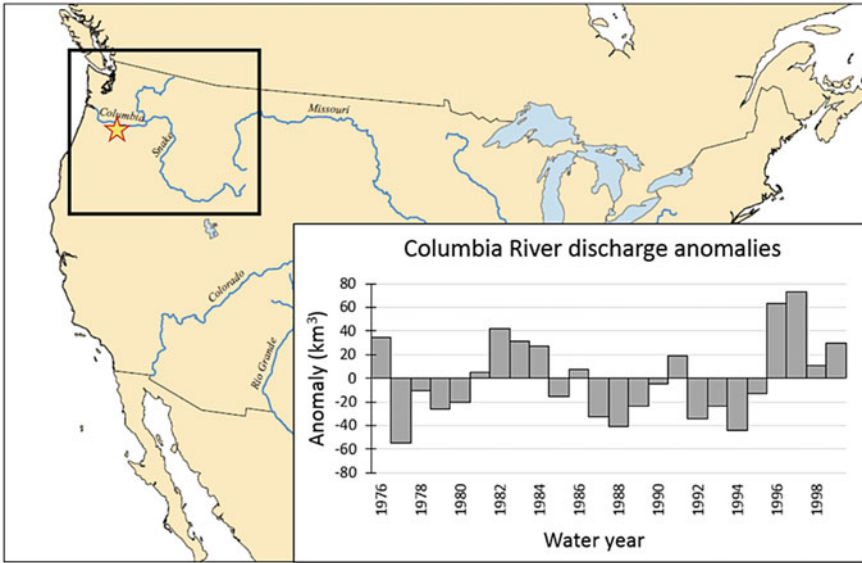 Columbia
Snake
Missouri
Colorado
Rio Grande
Columbia River discharge anomalies
Anomaly (km³)
80
60
40
20
0
-20
-40
-60
-80
1976
1978
1980
1982
1984
1986
1988
1990
1992
1994
1996
1998
Water year